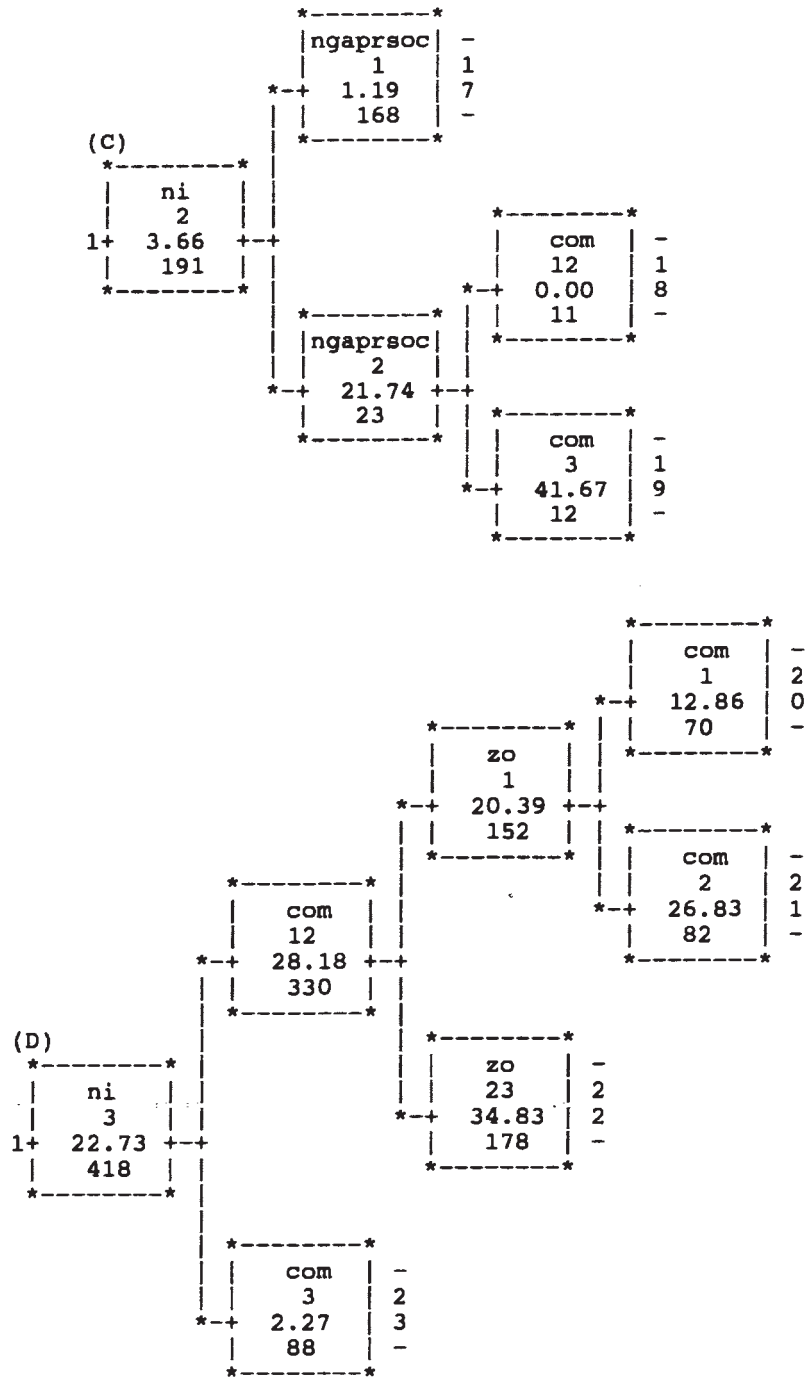 *---------*
|ngaprsoc| -
| 1 | 1
*-+ 1.19 | 7
| 168 | -
*---------*
(C)
*---------*
| ni |
| 2 |
1+ 3.66 +-+
| 191 |
*---------*
*---------*
| com | -
| 12 | 1
*-+ 0.00 | 8
| 11 | -
*---------*
*---------*
|ngaprsoc|
| 2 |
*-+ 21.74 +-+
| 23 |
*---------*
*---------*
| com | -
| 3 | 1
*-+ 41.67 | 9
| 12 | -
*---------*
*---------*
| com | -
| 1 | 2
*-+ 12.86 | 0
| 70 | -
*---------*
*---------*
| zo |
| 1 |
*-+ 20.39 +-+
| 152 |
*---------*
*---------*
| com | -
| 2 | 2
*-+ 26.83 | 1
| 82 | -
*---------*
*---------*
| com |
| 12 |
*-+ 28.18 +-+
| 330 |
*---------*
(D)
*---------*
| ni |
| 3 |
1+ 22.73 +-+
| 418 |
*---------*
*---------*
| zo | -
| 23 | 2
*-+ 34.83 | 2
| 178 | -
*---------*
*---------*
| com | -
| 3 | 2
*-+ 2.27 | 3
| 88 | -
*---------*